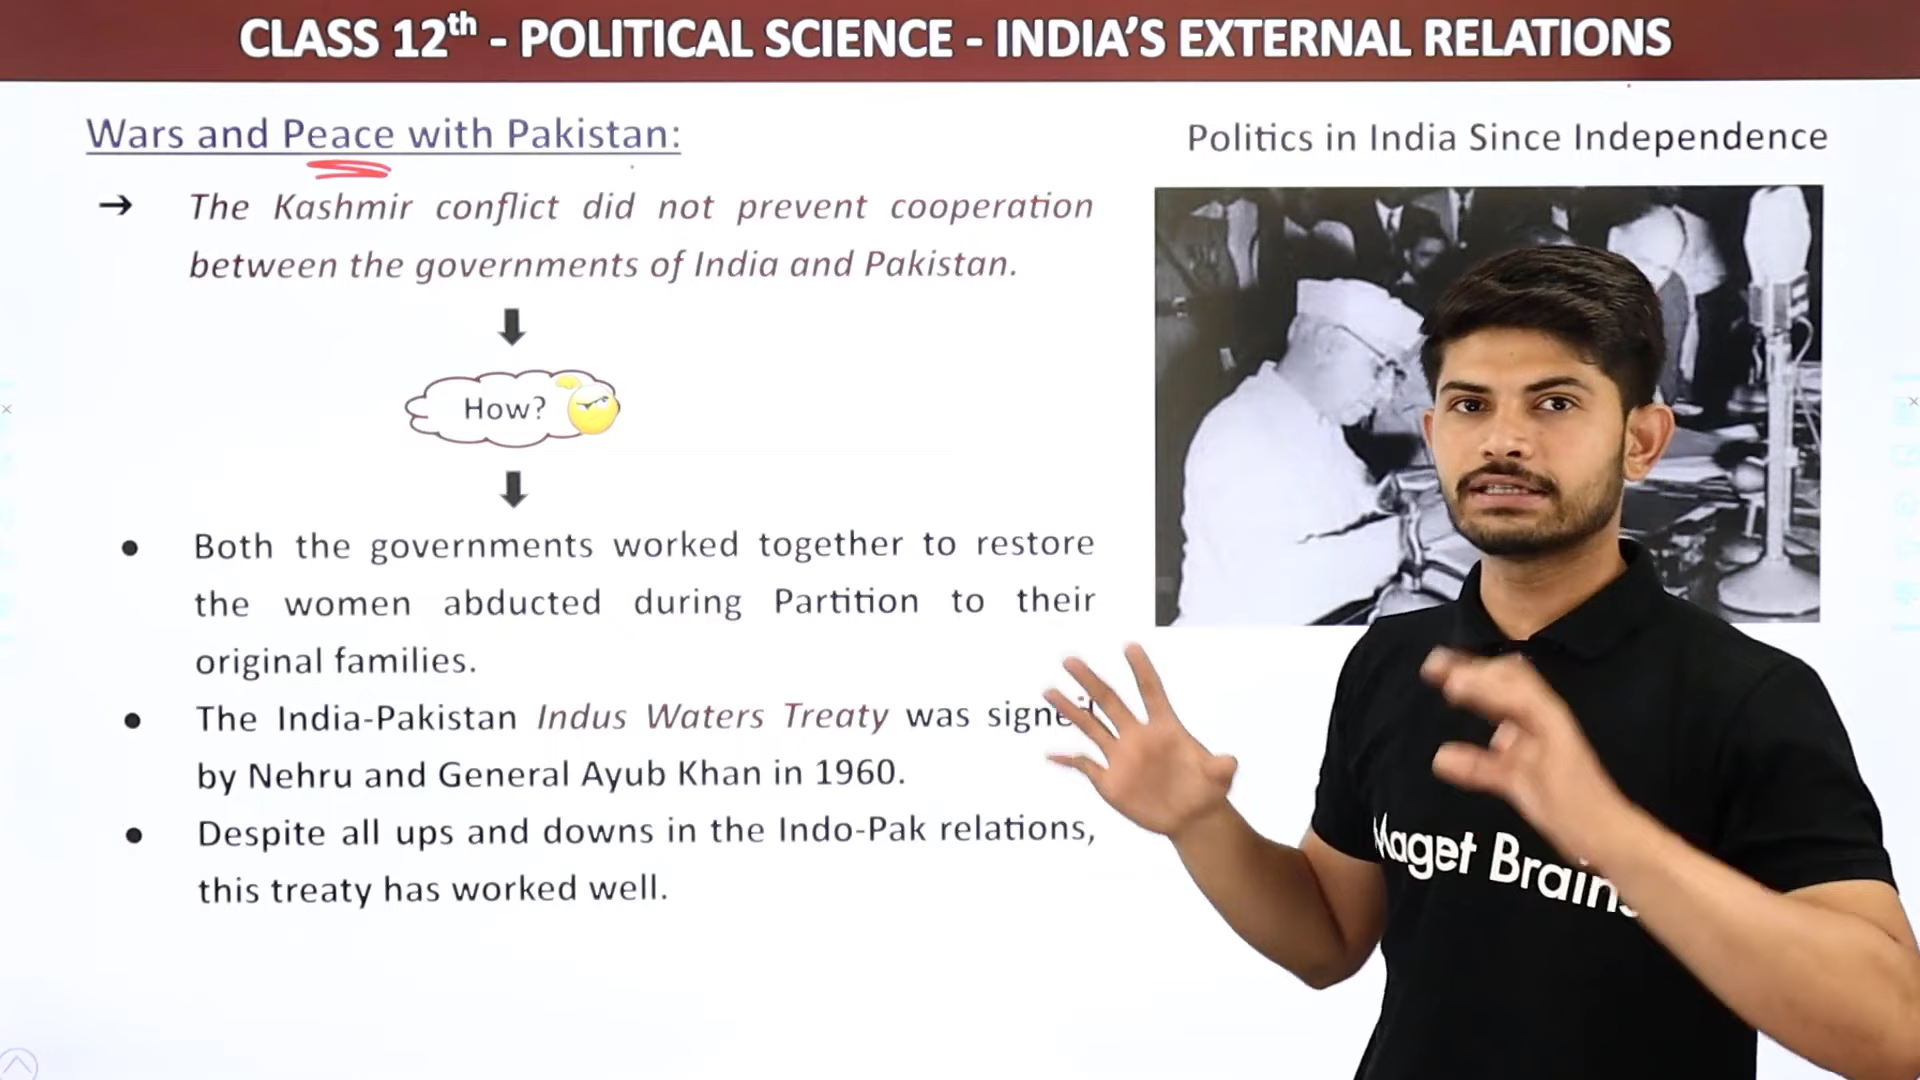 CLASS 12th - POLITICAL SCIENCE - INDIA’S EXTERNAL RELATIONS
Wars and Peace with Pakistan:
Politics in India Since Independence
➔ The Kashmir conflict did not prevent cooperation
between the governments of India and Pakistan.
How?
● Both the governments worked together to restore
the women abducted during Partition to their
original families.
● The India-Pakistan Indus Waters Treaty was signed
by Nehru and General Ayub Khan in 1960.
● Despite all ups and downs in the Indo-Pak relations,
this treaty has worked well.
Maget Brains